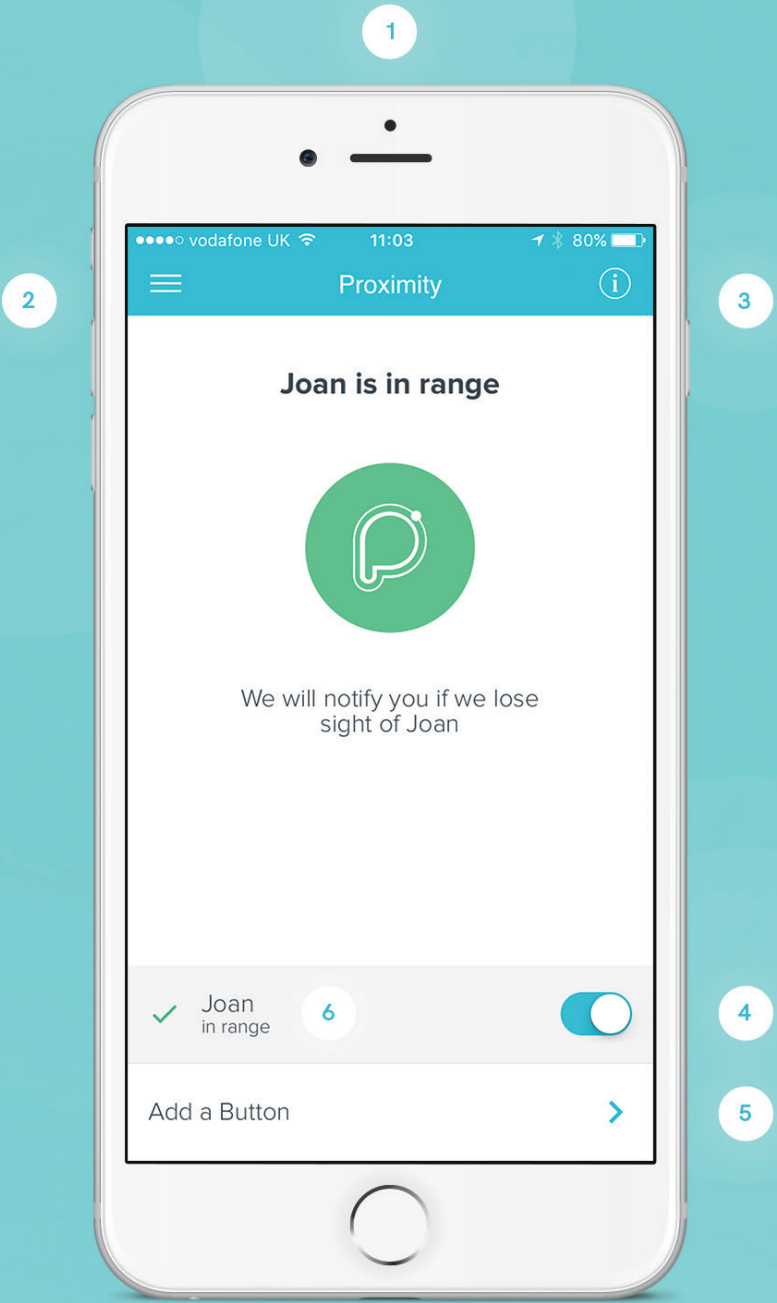 1
vodafone UK 11:03 80%
2
Proximity
i
3
Joan is in range
We will notify you if we lose
sight of Joan
Joan
in range
6
4
Add a Button
5